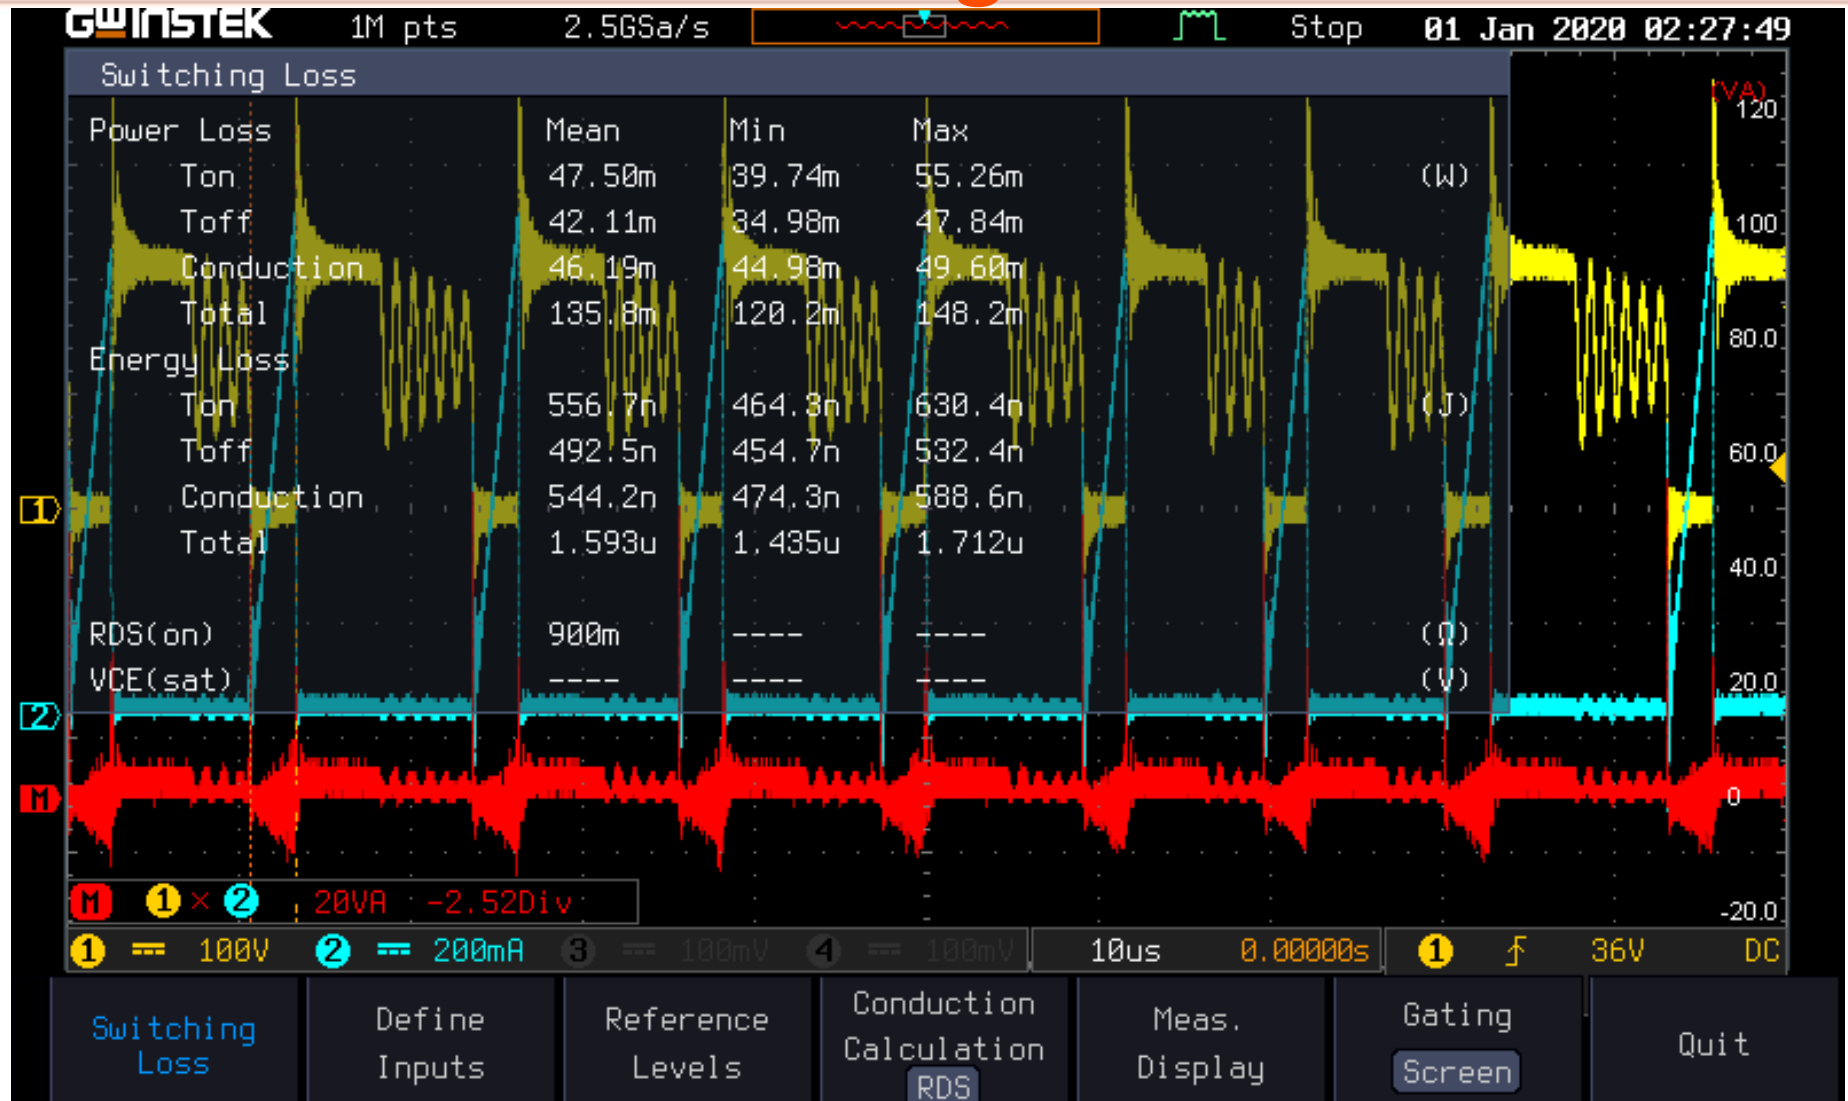 GWINSTEK 1M pts 2.5GSa/s Stop 01 Jan 2020 02:27:49
Switching Loss
(VA)
120
Power Loss Mean Min Max
Ton 47.50m 39.74m 55.26m (W)
Toff 42.11m 34.98m 47.84m
100
Conduction 46.19m 44.98m 49.60m
Total 135.8m 120.2m 148.2m
80.0
Energy Loss
Ton 556.7n 464.3n 630.4n (J)
Toff 492.5n 454.7n 532.4n
60.0
Conduction 544.2n 474.3n 588.6n
1
Total 1.593u 1.435u 1.712u
40.0
RDS(on) 900m ---- ---- (Ω)
VCE(sat) ---- ---- ---- (V)
20.0
2
M
0
M 1 × 2 20VA -2.52Div
-20.0
1 100V 2 200mA 3 100mV 4 100mV 10us 0.00000s 1 36V DC
Switching
Loss
Define
Inputs
Reference
Levels
Conduction
Calculation
RDS
Meas.
Display
Gating
Screen
Quit